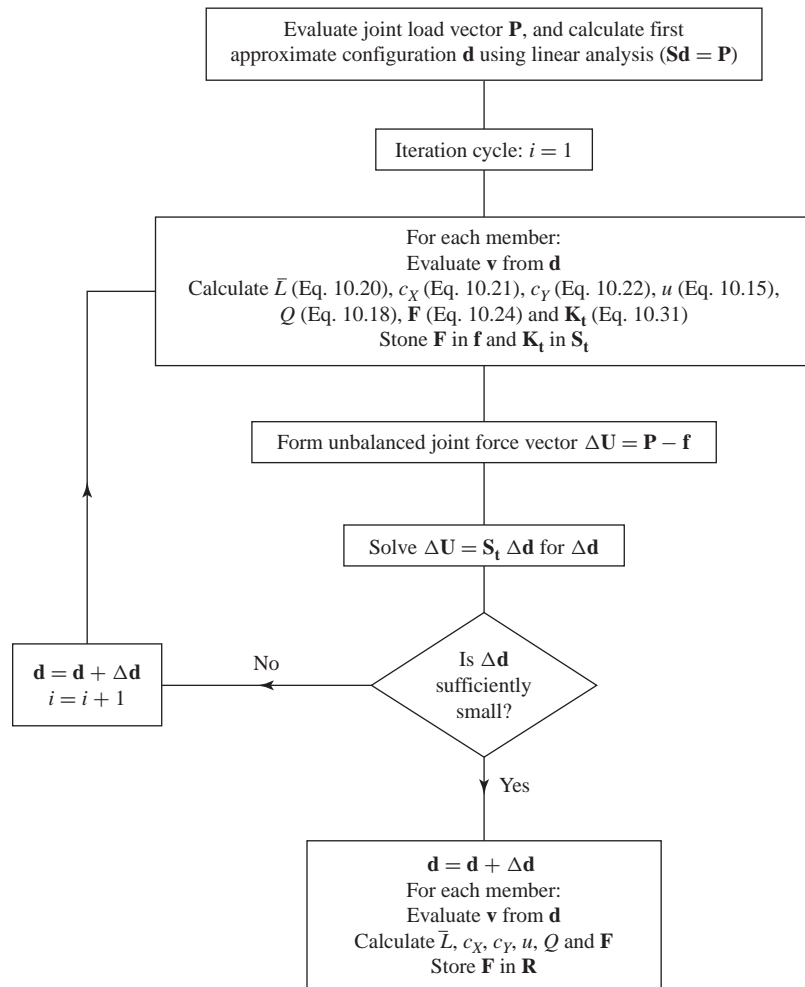 Evaluate joint load vector P, and calculate first
approximate configuration d using linear analysis (Sd = P)
Iteration cycle: i = 1
For each member:
Evaluate v from d
Calculate L̄ (Eq. 10.20), c_X (Eq. 10.21), c_Y (Eq. 10.22), u (Eq. 10.15),
Q (Eq. 10.18), F (Eq. 10.24) and K_t (Eq. 10.31)
Stone F in f and K_t in S_t
Form unbalanced joint force vector ΔU = P − f
Solve ΔU = S_t Δd for Δd
Is Δd
sufficiently
small?
No
d = d + Δd
i = i + 1
Yes
d = d + Δd
For each member:
Evaluate v from d
Calculate L̄, c_X, c_Y, u, Q and F
Store F in R